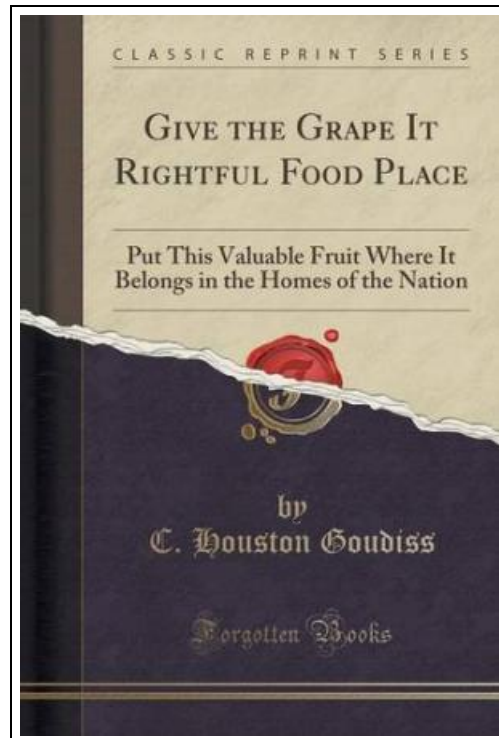 CLASSIC REPRINT SERIES
GIVE THE GRAPE IT
RIGHTFUL FOOD PLACE
Put This Valuable Fruit Where It
Belongs in the Homes of the Nation
F
by
C. Houston Goudiss
Forgotten Books